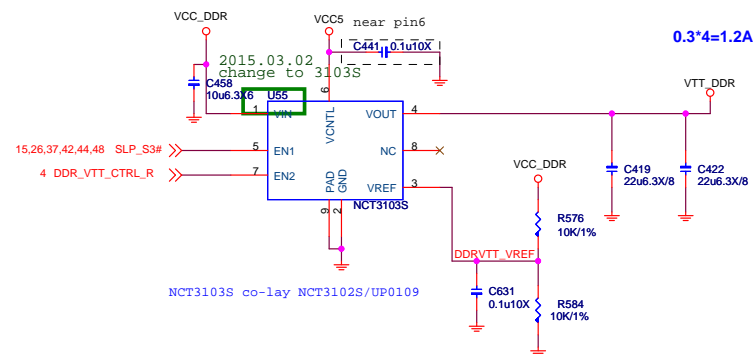 VCC_DDR
VCC5
near pin6
0.3*4=1.2A
C441
0.1u10X
2015.03.02
change to 3103S
C458
10u6.3X6
U55
VTT_DDR
6
1
VIN
VCNTL
VOUT
4
15,26,37,42,44,48 SLP_S3#
5
EN1
NC
8
4 DDR_VTT_CTRL_R
7
EN2
VREF
3
PAD
GND
NCT3103S
9
2
VCC_DDR
C419
22u6.3X/8
C422
22u6.3X/8
R576
10K/1%
DDRVTT_VREF
C631
0.1u10X
R584
10K/1%
NCT3103S co-lay NCT3102S/UP0109